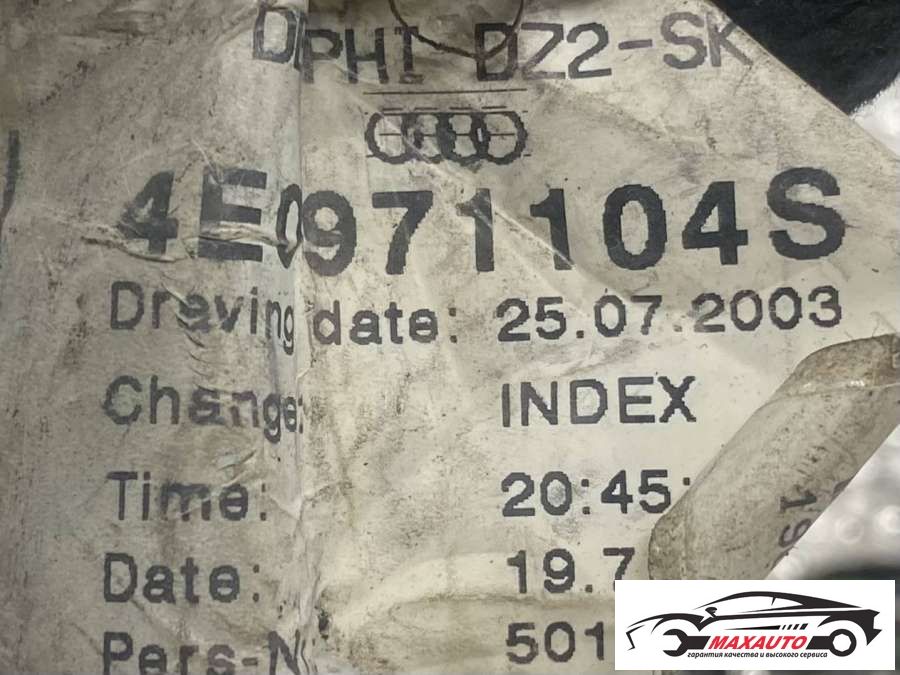 DZ2-SK
4E0971104S
Draving date: 25.07.2003
Change: INDEX
Time: 20:45:
Date: 19.7
Pers-N 501
MAXAUTO
гарантия качества и высокого сервиса